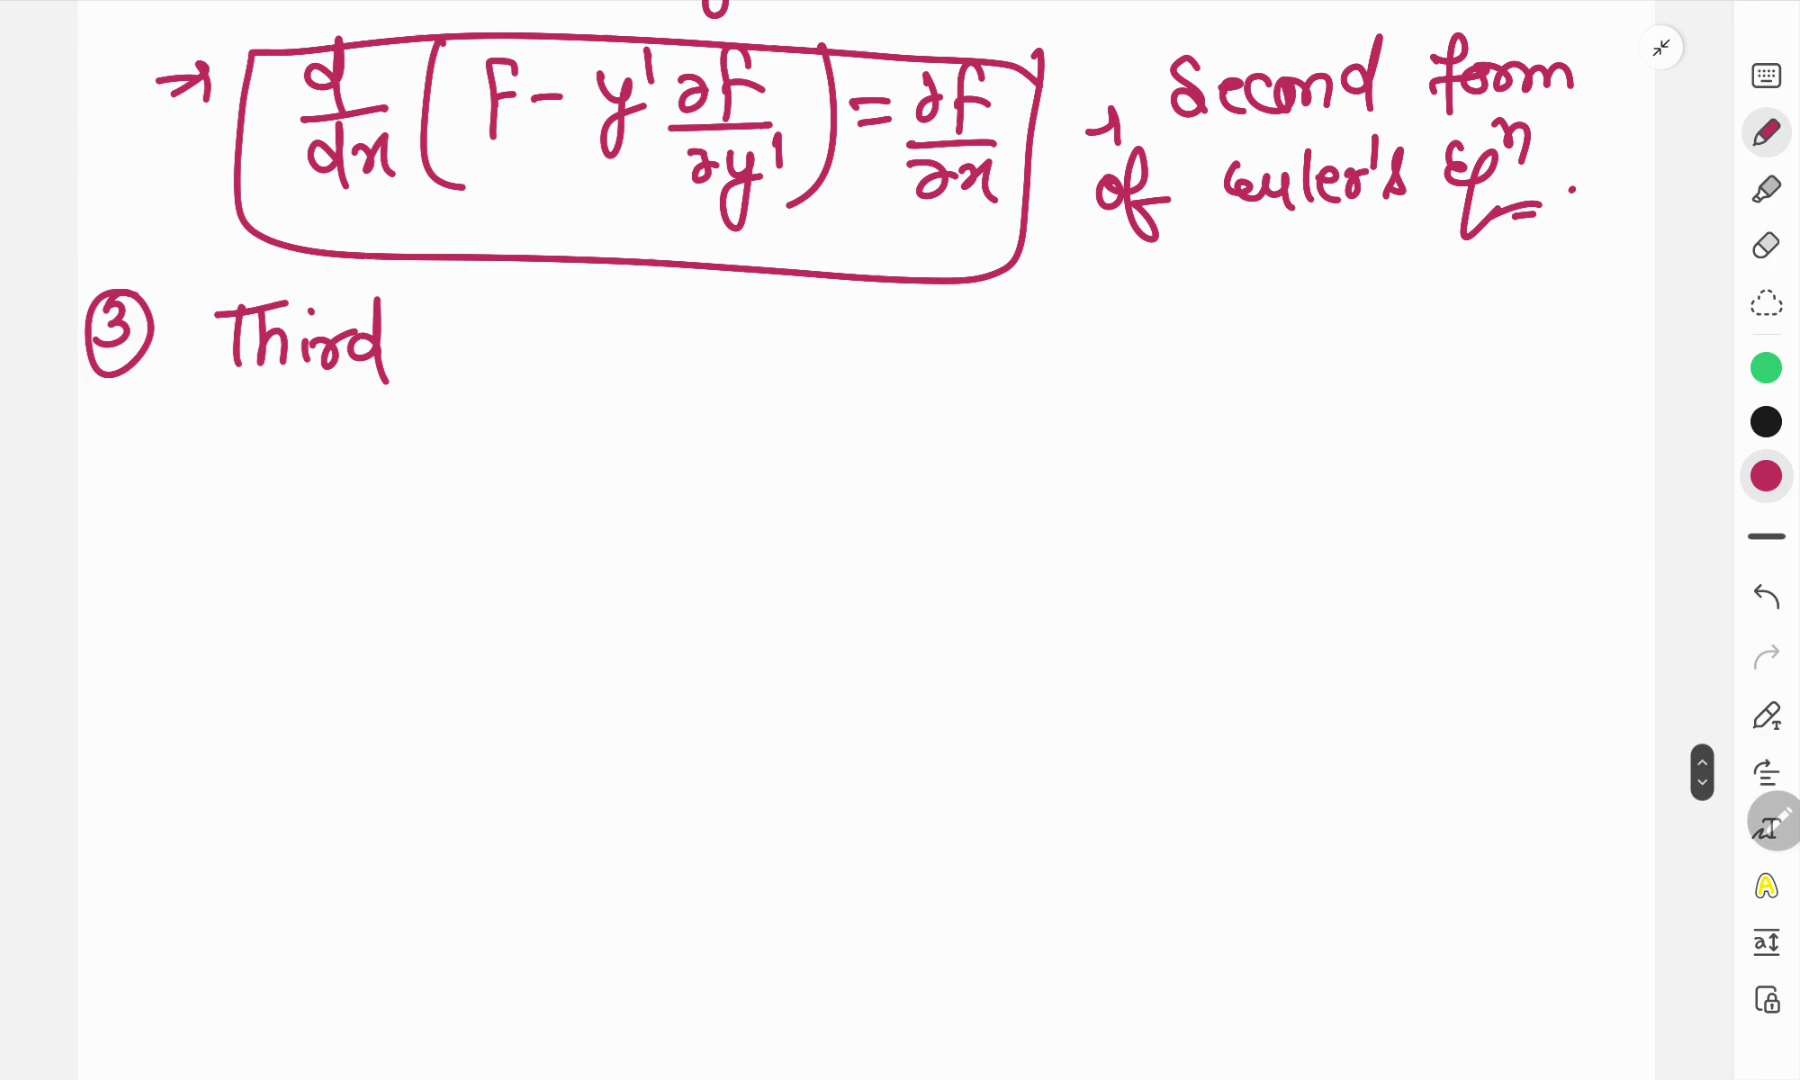 → d/dx (F - y' ∂F/∂y') = ∂F/∂x → Second form
of euler's Eqⁿ.
③ Third